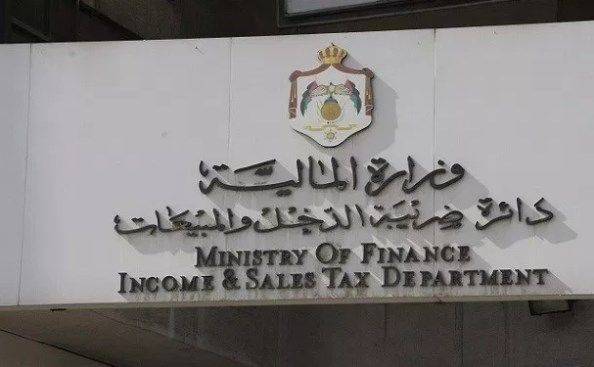 وزارة المالية
دائرة ضريبة الدخل والمبيعات
MINISTRY OF FINANCE
INCOME & SALES TAX DEPARTMENT